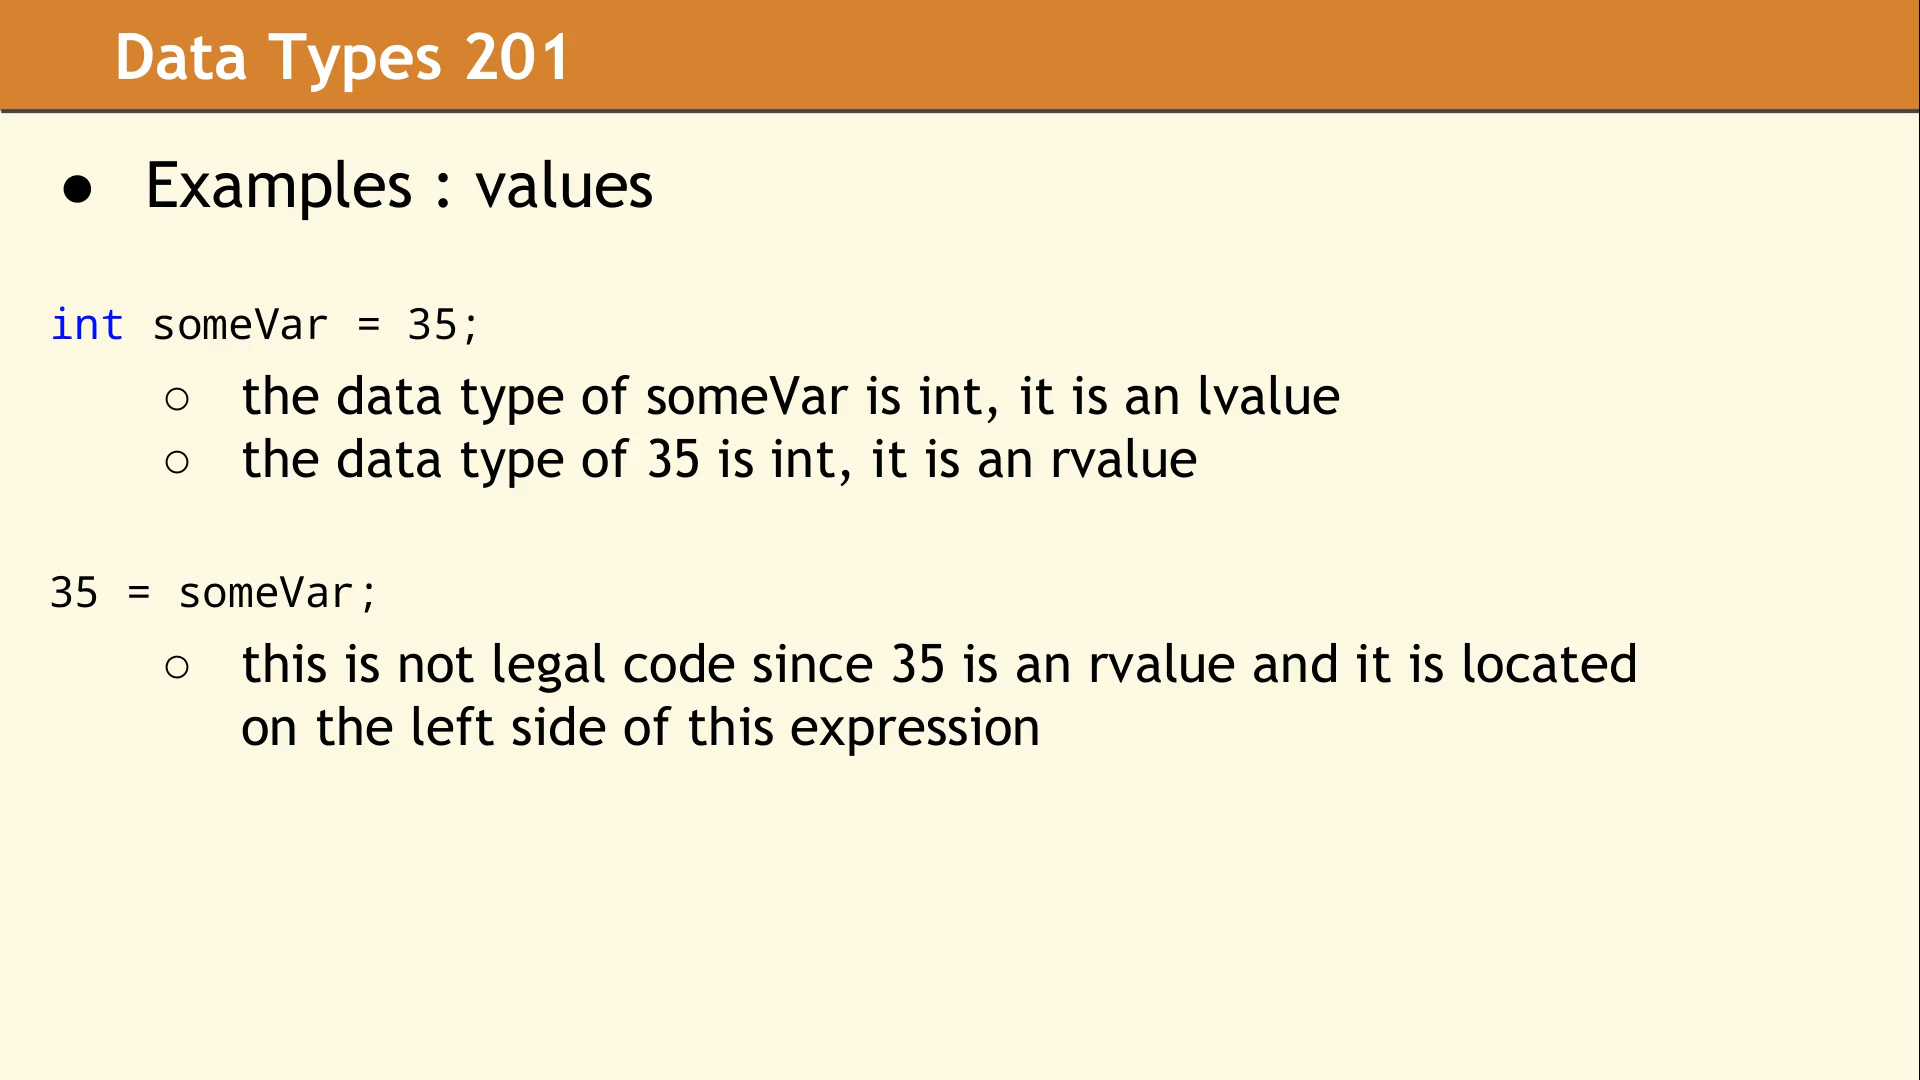 Data Types 201
● Examples : values
int someVar = 35;
○ the data type of someVar is int, it is an lvalue
○ the data type of 35 is int, it is an rvalue
35 = someVar;
○ this is not legal code since 35 is an rvalue and it is located
on the left side of this expression